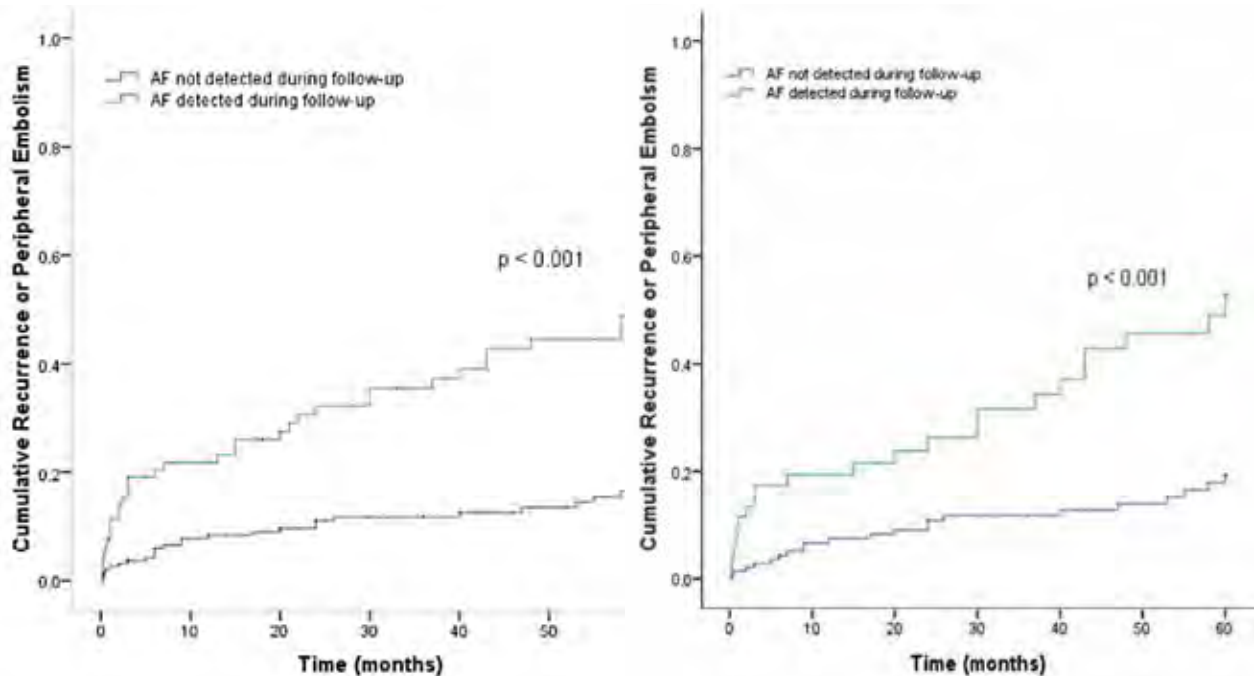 Cumulative Recurrence or Peripheral Embolism
1.0
0.8
0.6
0.4
0.2
0.0
AF not detected during follow-up
AF detected during follow-up
p < 0.001
0 10 20 30 40 50
Time (months)
Cumulative Recurrence or Peripheral Embolsm
1.0
0.8
0.6
0.4
0.2
0.0
AF not detected during follow-up
AF detected during follow-up
p < 0.001
0 10 20 30 40 50 60
Time (months)